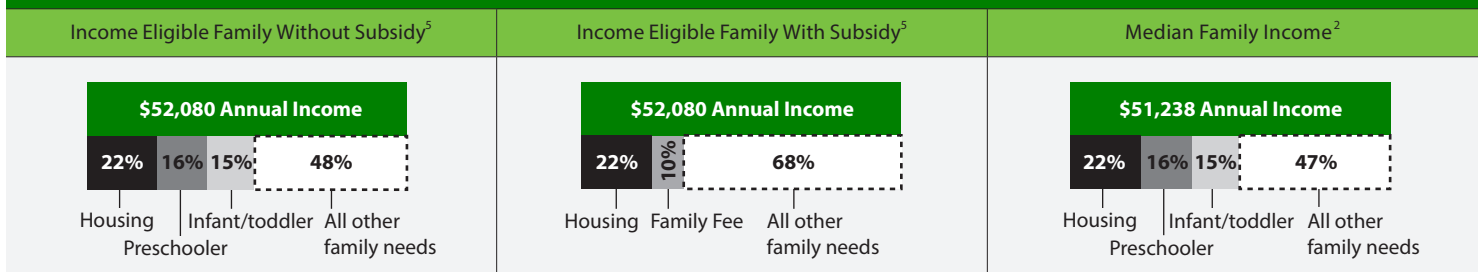 Income Eligible Family Without Subsidy5
Income Eligible Family With Subsidy5
Median Family Income2
$52,080 Annual Income
22% 16% 15% 48%
Housing Infant/toddler All other
Preschooler family needs
$52,080 Annual Income
22% 10% 68%
Housing Family Fee All other
family needs
$51,238 Annual Income
22% 16% 15% 47%
Housing Infant/toddler All other
Preschooler family needs